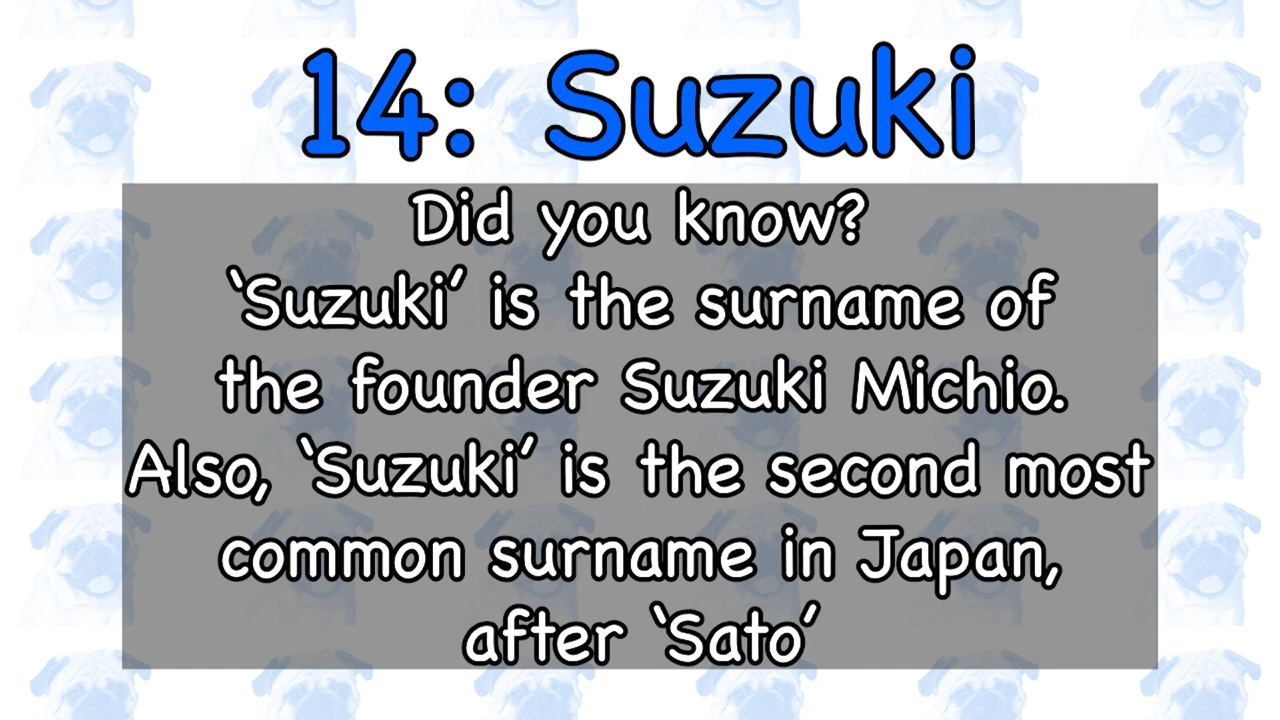 14: Suzuki
Did you know?
‘Suzuki’ is the surname of
the founder Suzuki Michio.
Also, ‘Suzuki’ is the second most
common surname in Japan,
after ‘Sato’